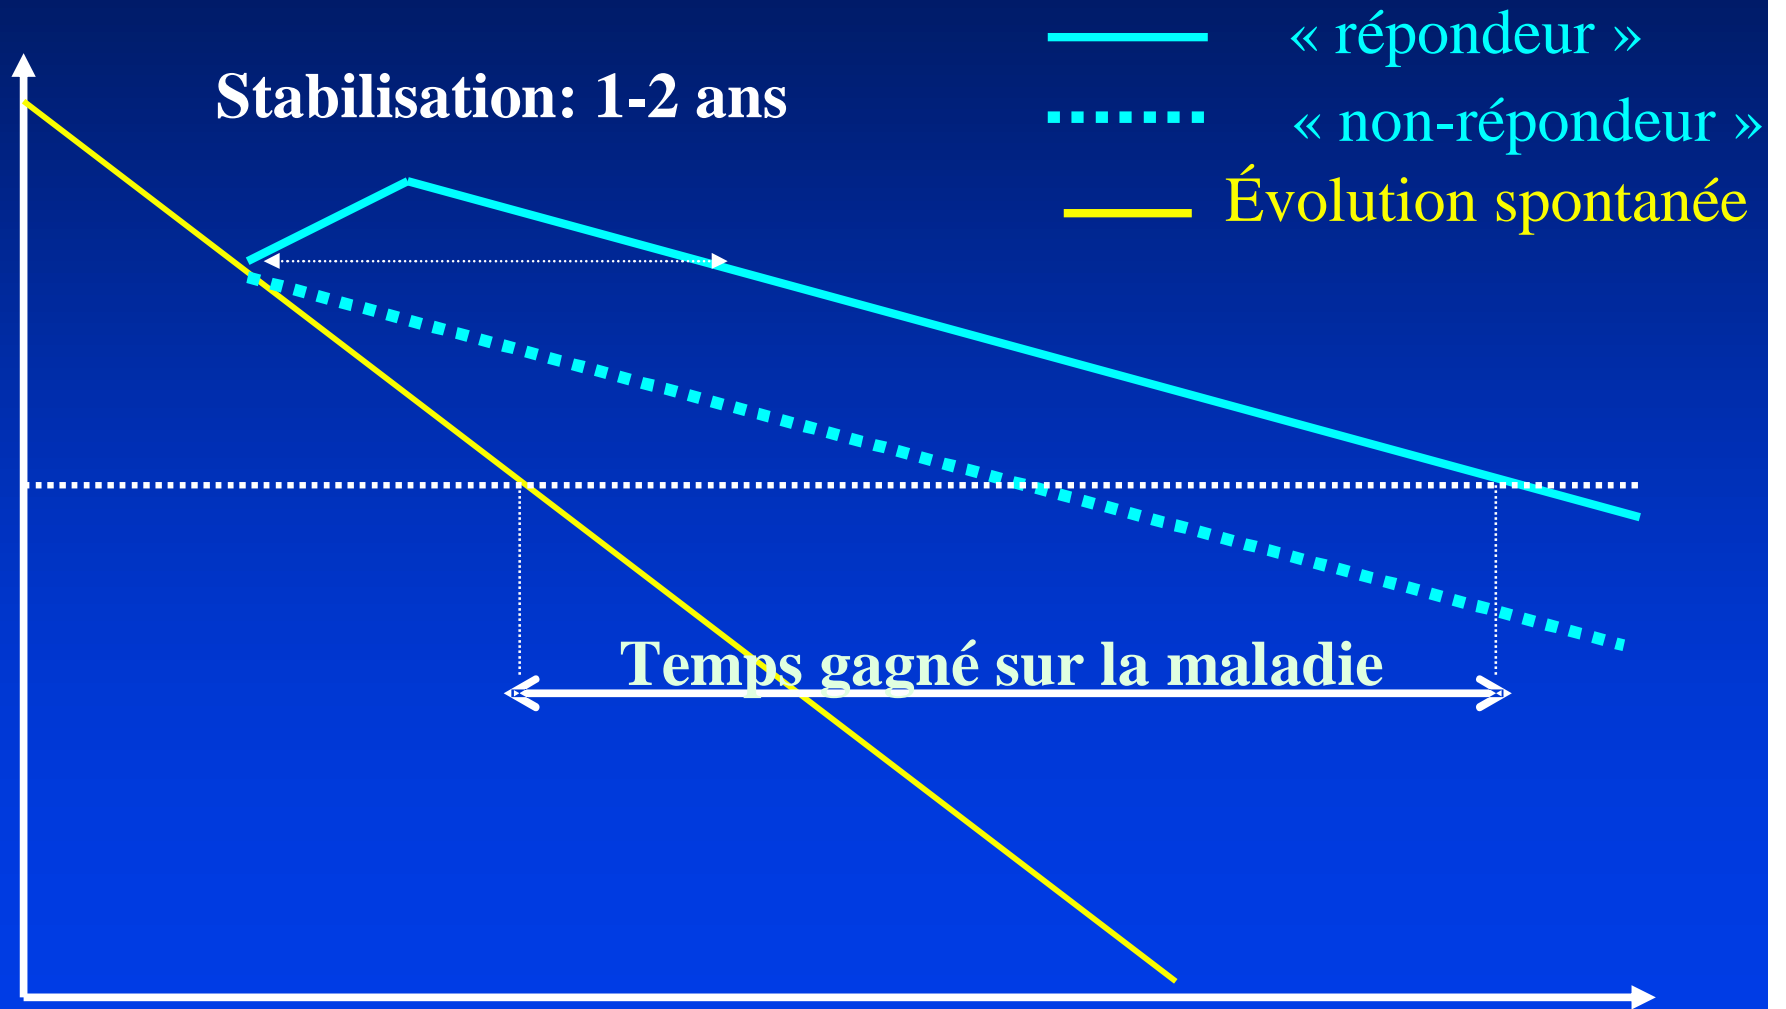 « répondeur »
Stabilisation: 1-2 ans
« non-répondeur »
Évolution spontanée
Temps gagné sur la maladie